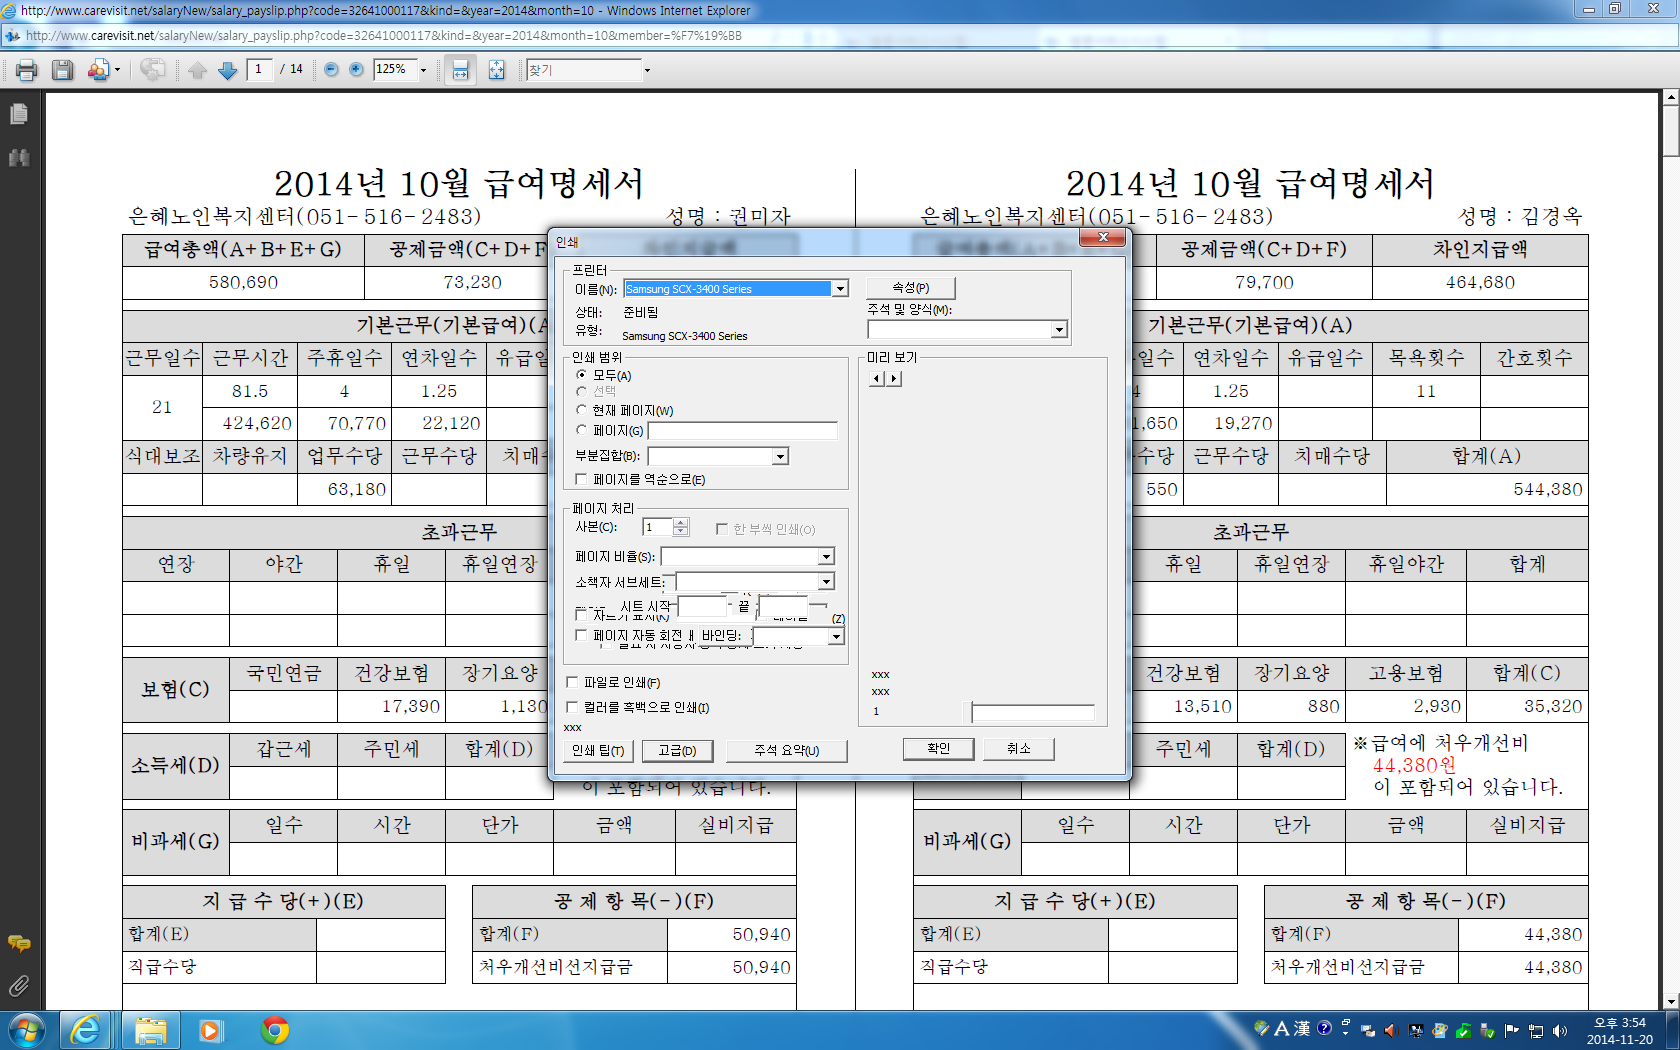 http://www.carevisit.net/salaryNew/salary_payslip.php?code=32641000117&kind=&year=2014&month=10 - Windows Internet Explorer
http://www.carevisit.net/salaryNew/salary_payslip.php?code=32641000117&kind=&year=2014&month=10&member=%F7%19%BB
1 / 14 125% 찾기
2014년 10월 급여명세서
은혜노인복지센터(051-516-2483) 성명 : 권미자
급여총액(A+B+E+G) 공제금액(C+D+F
580,690 73,230
기본근무(기본급여)(A
근무일수 근무시간 주휴일수 연차일수 유급일
21 81.5 4 1.25
424,620 70,770 22,120
식대보조 차량유지 업무수당 근무수당 치매수
63,180
초과근무
연장 야간 휴일 휴일연장
보험(C) 국민연금 건강보험 장기요양
17,390 1,130
소득세(D) 갑근세 주민세 합계(D)
이 포함되어 있습니다.
비과세(G) 일수 시간 단가 금액 실비지급
지 급 수 당(+)(E) 공 제 항 목(-)(F)
합계(E) 합계(F) 50,940
직급수당 처우개선비선지급금 50,940
2014년 10월 급여명세서
은혜노인복지센터(051-516-2483) 성명 : 김경옥
공제금액(C+D+F) 차인지급액
79,700 464,680
기본근무(기본급여)(A)
일수 연차일수 유급일수 목욕횟수 간호횟수
4 1.25 11
,650 19,270
수당 근무수당 치매수당 합계(A)
550 544,380
초과근무
휴일 휴일연장 휴일야간 합계
건강보험 장기요양 고용보험 합계(C)
13,510 880 2,930 35,320
주민세 합계(D)
※급여에 처우개선비
44,380원
이 포함되어 있습니다.
비과세(G) 일수 시간 단가 금액 실비지급
지 급 수 당(+)(E) 공 제 항 목(-)(F)
합계(E) 합계(F) 44,380
직급수당 처우개선비선지급금 44,380
인쇄
프린터
이름(N): Samsung SCX-3400 Series 속성(P)
상태: 준비됨 주석 및 양식(M):
유형: Samsung SCX-3400 Series
인쇄 범위
모두(A)
선택
현재 페이지(W)
페이지(G)
부분집합(B):
페이지를 역순으로(E)
미리 보기
페이지 처리
사본(C): 1 한 부씩 인쇄(O)
페이지 비율(S):
소책자 서브세트:
시트 시작 끝
(Z)
페이지 자동 회전 바인딩:
파일로 인쇄(F)
컬러를 흑백으로 인쇄(I)
xxx
xxx
xxx
1
인쇄 팁(T) 고급(D) 주석 요약(U) 확인 취소
A 漢
오후 3:54
2014-11-20